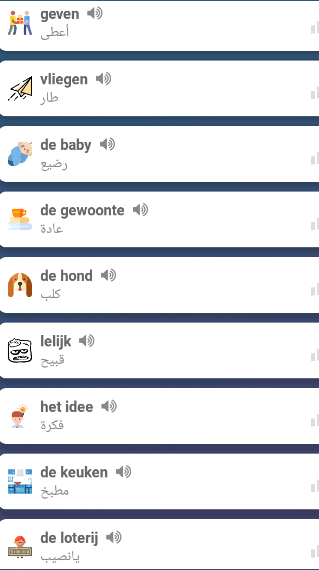 geven
أعطى
vliegen
طار
de baby
رضيع
de gewoonte
عادة
de hond
كلب
lelijk
قبيح
het idee
فكرة
de keuken
مطبخ
de loterij
يانصيب